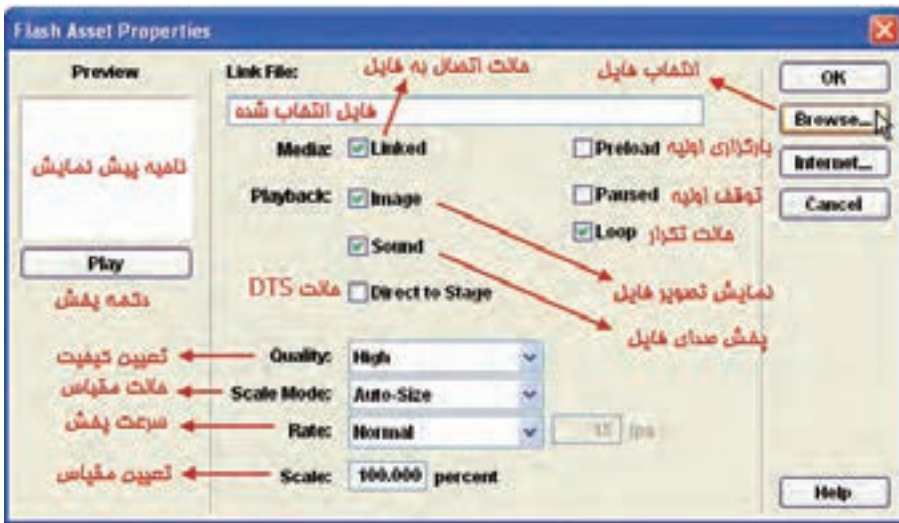 Flash Asset Properties
Preview
ناحیه پیش نمایش
Play
دکمه پخش
Link File:
حالت اتصال به فایل
انتخاب فایل
فایل انتخاب شده
Media: Linked
Preload بارگزاری اولیه
Playback: Image
Paused توقف اولیه
Sound
Loop حالت تکرار
حالت DTS Direct to Stage
نمایش تصویر فایل
پخش صدای فایل
تعیین کیفیت Quality: High
حالت مقیاس Scale Mode: Auto-Size
سرعت پخش Rate: Normal 15 fps
تعیین مقیاس Scale: 100.000 percent
OK
Browse...
Internet...
Cancel
Help